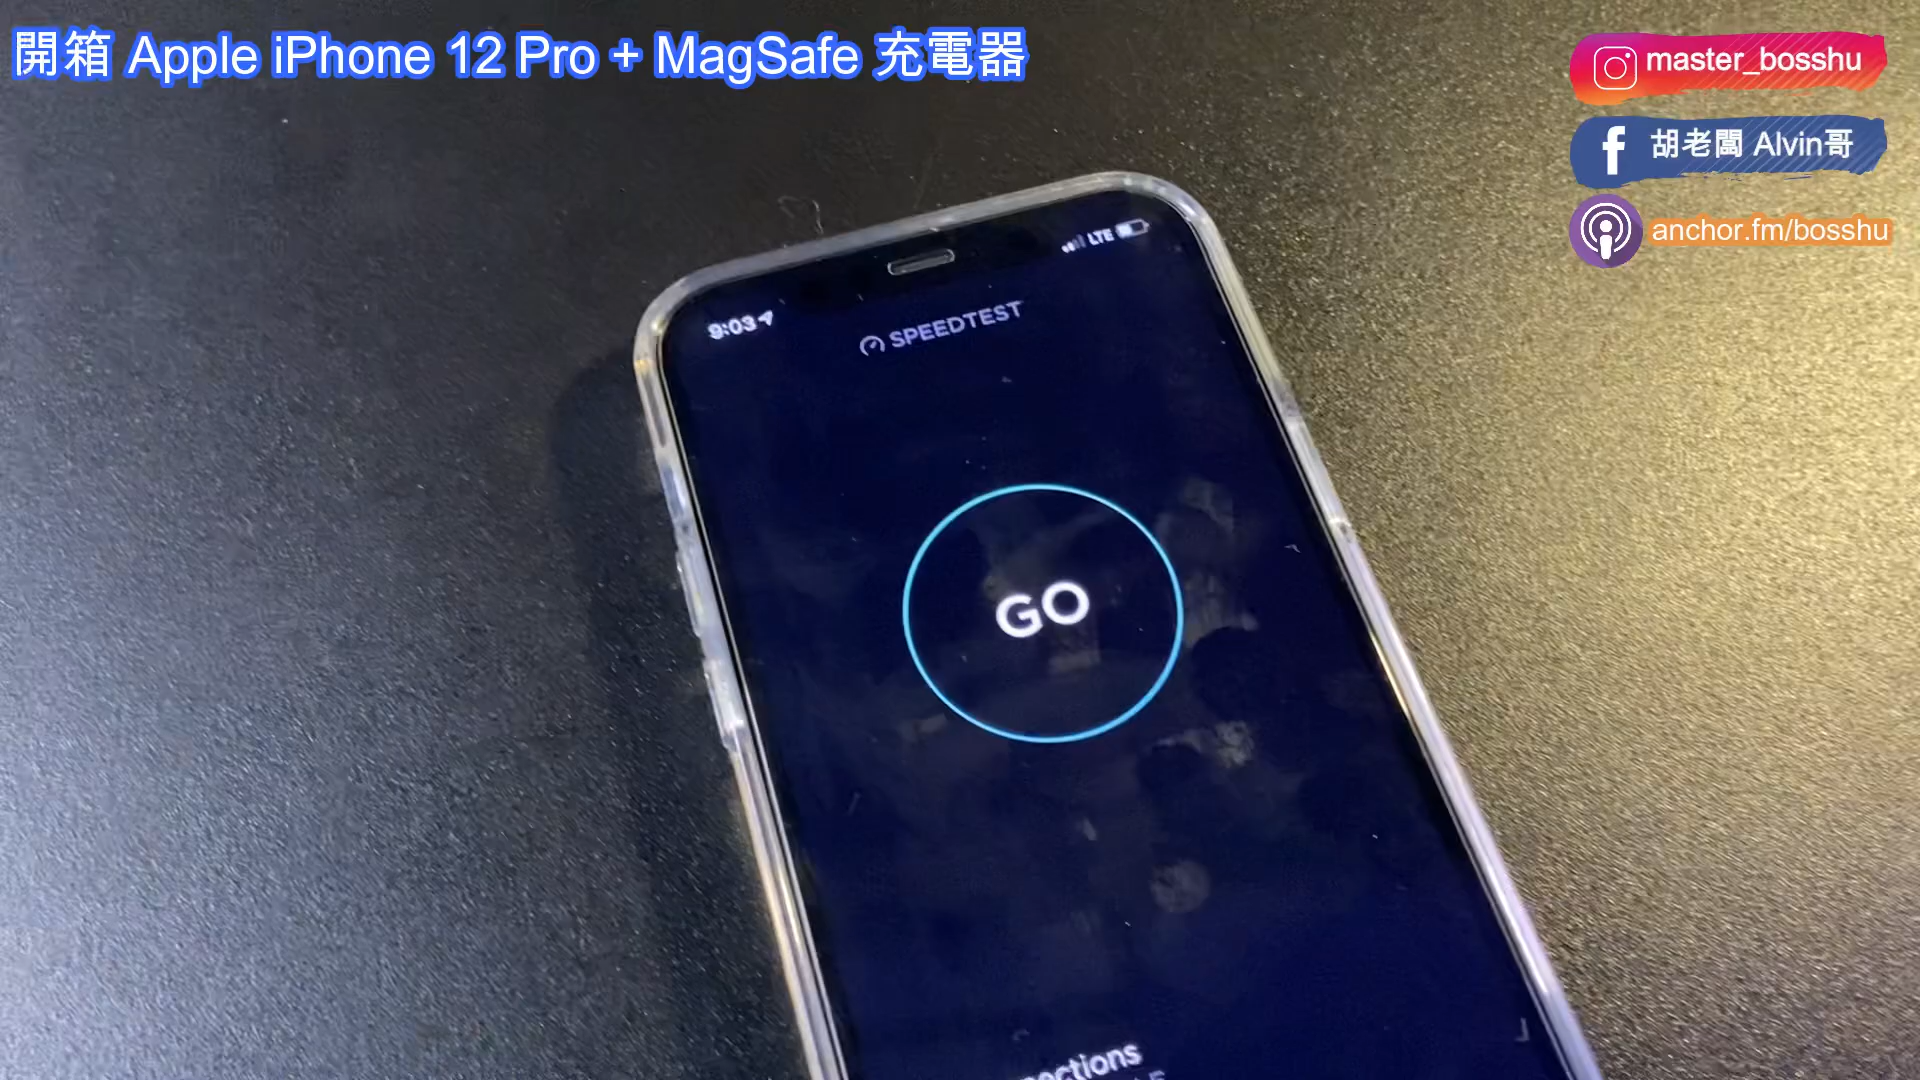 開箱 Apple iPhone 12 Pro + MagSafe 充電器
master_bosshu
胡老闆 Alvin哥
anchor.fm/bosshu
LTE
9:03
SPEEDTEST
GO